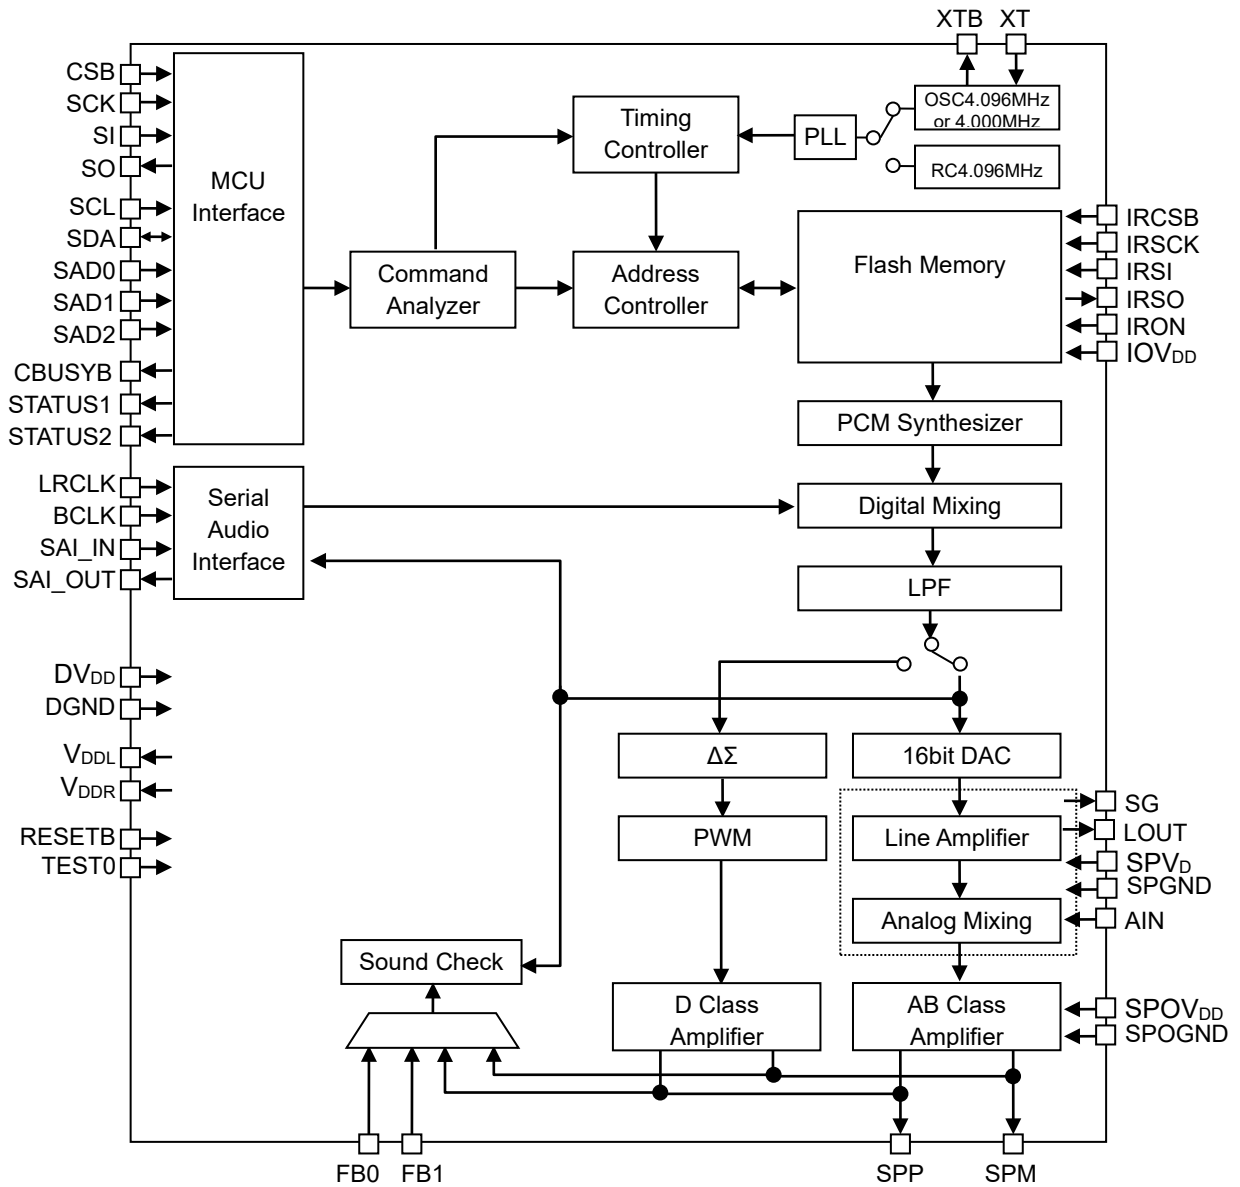 XTB XT
CSB
SCK
SI
SO
SCL
SDA
SAD0
SAD1
SAD2
CBUSYB
STATUS1
STATUS2
MCU
Interface
Timing
Controller
PLL
OSC4.096MHz
or 4.000MHz
RC4.096MHz
Command
Analyzer
Address
Controller
Flash Memory
IRCSB
IRSCK
IRSI
IRSO
IRON
IOVDD
PCM Synthesizer
LRCLK
BCLK
SAI_IN
SAI_OUT
Serial
Audio
Interface
Digital Mixing
LPF
DVDD
DGND
VDDL
VDDR
RESETB
TEST0
ΔΣ
16bit DAC
PWM
Line Amplifier
Analog Mixing
SG
LOUT
SPVD
SPGND
AIN
Sound Check
D Class
Amplifier
AB Class
Amplifier
SPOVDD
SPOGND
FB0 FB1
SPP SPM